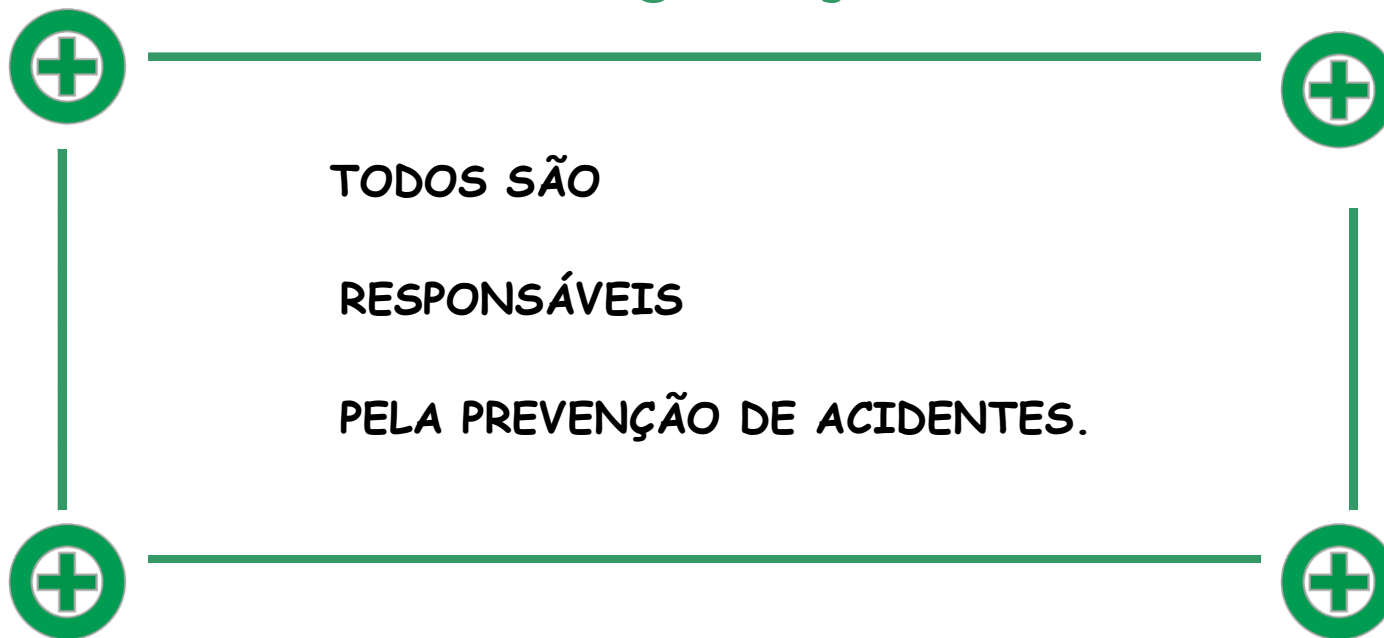 TODOS SÃO
RESPONSÁVEIS
PELA PREVENÇÃO DE ACIDENTES.